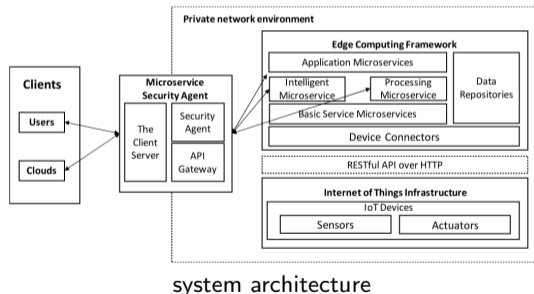 Private network environment
Clients
Users
Clouds
Microservice
Security Agent
The
Client
Server
Security
Agent
API
Gateway
Edge Computing Framework
Application Microservices
Intelligent
Microservice
Processing
Microservice
Basic Service Microservices
Data
Repositories
Device Connectors
RESTful API over HTTP
Internet of Things Infrastructure
IoT Devices
Sensors
Actuators
system architecture